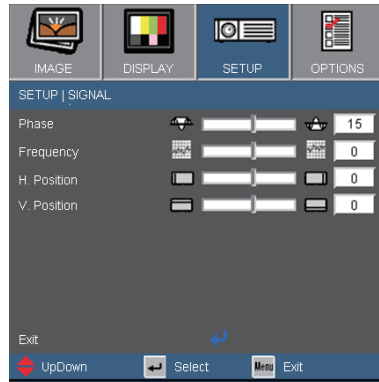 IMAGE DISPLAY SETUP OPTIONS
SETUP | SIGNAL
Phase 15
Frequency 0
H. Position 0
V. Position 0
Exit
UpDown Select Menu Exit